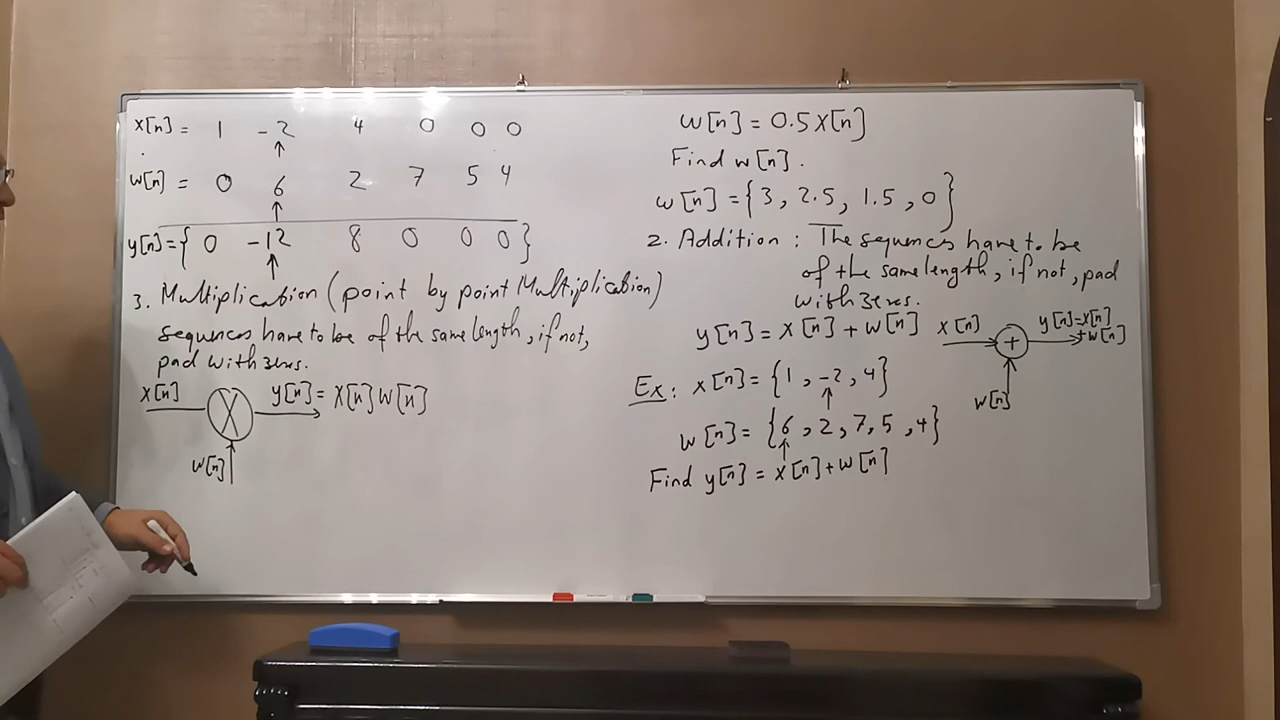 x[n] = 1 -2 4 0 0 0
↑
w[n] = 0 6 2 7 5 4
↑
y[n]={ 0 -12 8 0 0 0 }
↑
3. Multiplication (point by point Multiplication)
sequences have to be of the same length, if not,
pad with zeros.
x[n] y[n] = x[n] w[n]
X
w[n]
w[n] = 0.5 x[n]
Find w[n].
w[n] = {3, 2.5, 1.5, 0}
2. Addition: The sequences have to be
of the same length, if not, pad
with zeros.
y[n] = x[n] + w[n]
x[n] + y[n]=x[n]
+w[n]
w[n]
Ex: x[n] = {1, -2, 4}
↑
w[n] = {6, 2, 7, 5, 4}
↑
Find y[n] = x[n] + w[n]